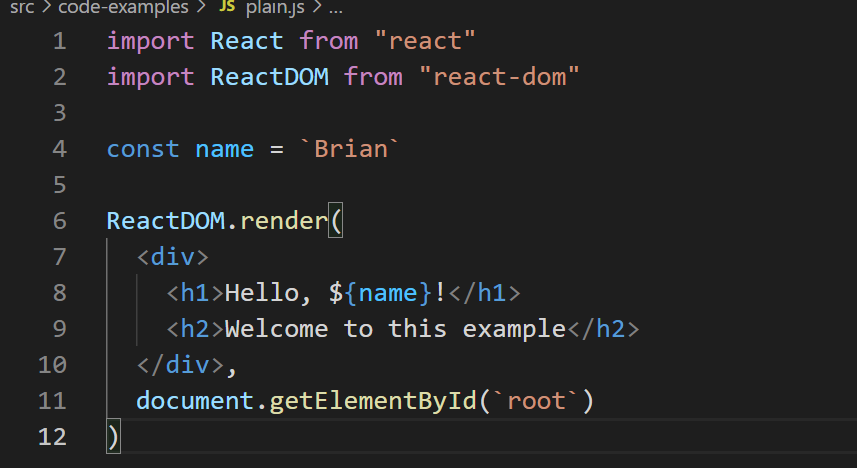 src > code-examples > JS plain.js > ...
1 import React from "react"
2 import ReactDOM from "react-dom"
3
4 const name = `Brian`
5
6 ReactDOM.render(
7   <div>
8     <h1>Hello, ${name}!</h1>
9     <h2>Welcome to this example</h2>
10   </div>,
11   document.getElementById(`root`)
12 )